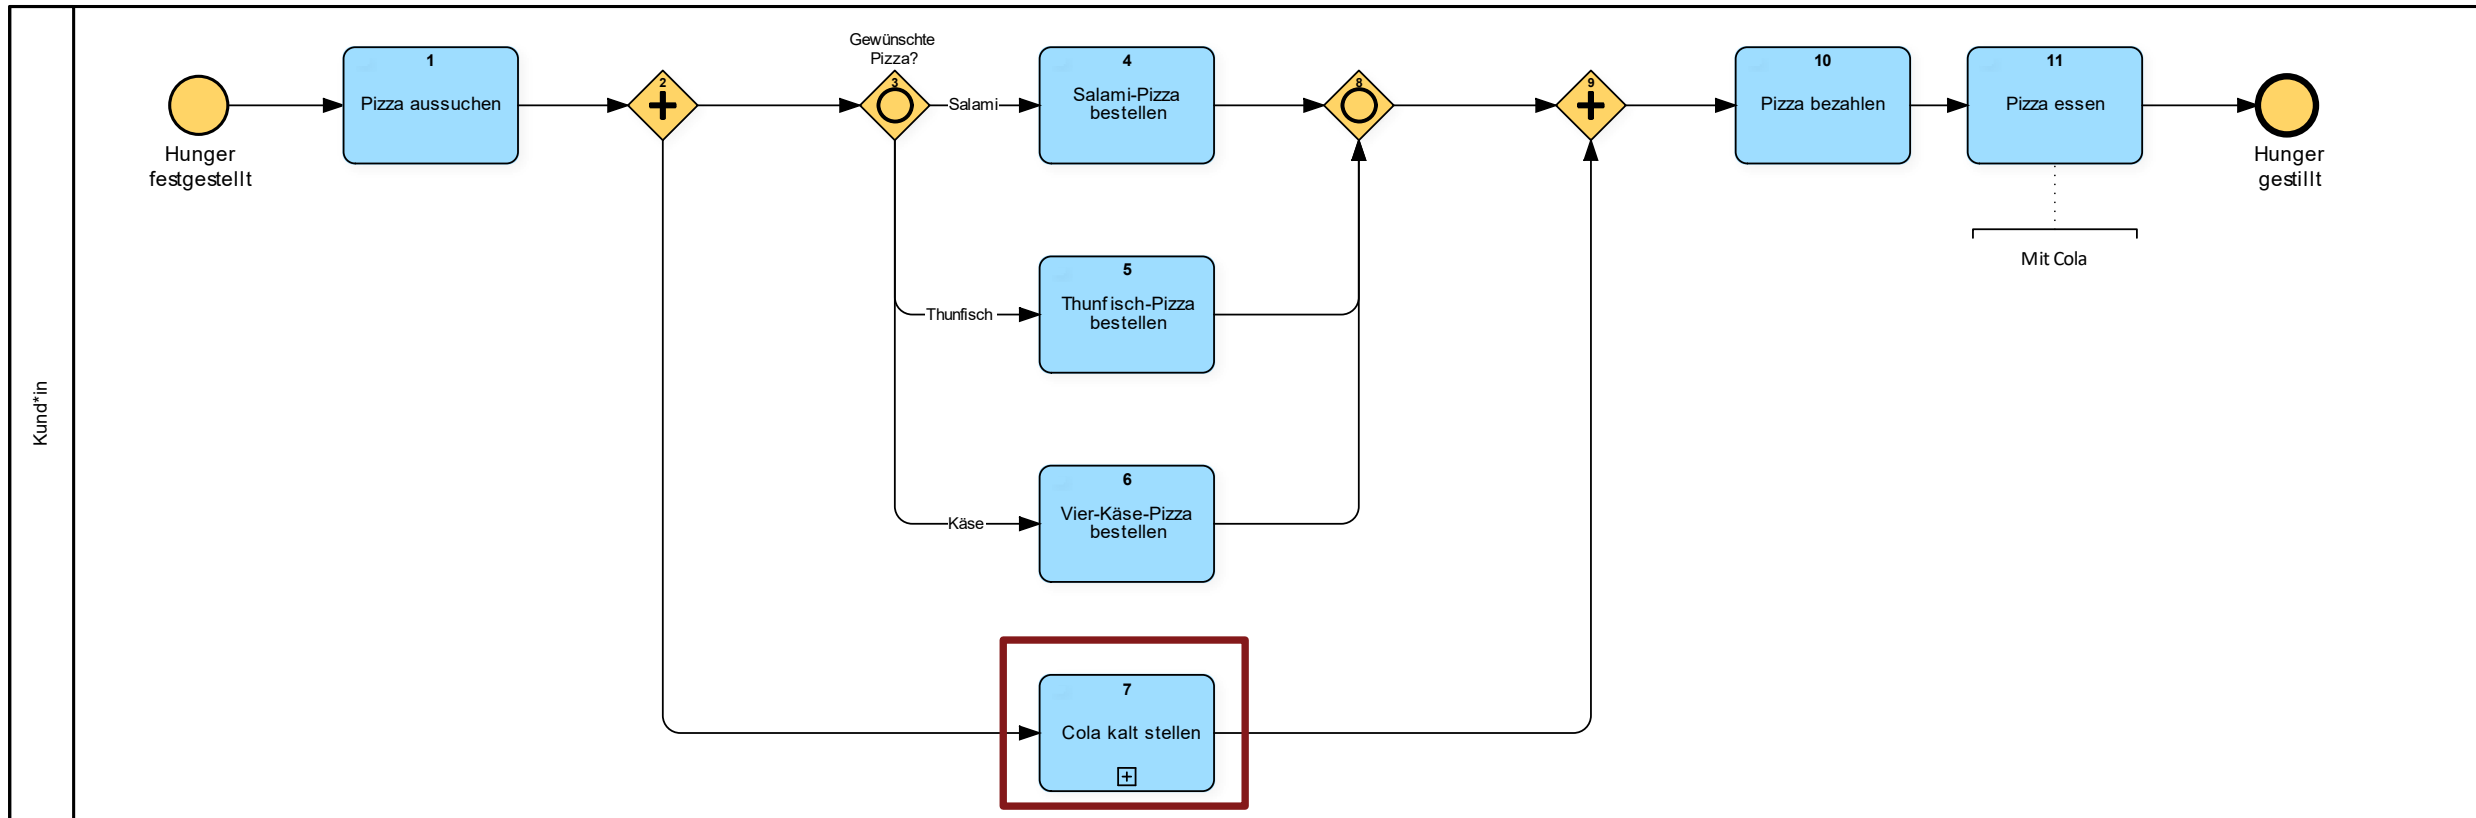 Kund*in
Hunger
festgestellt
1
Pizza aussuchen
2
Gewünschte
Pizza?
3
Salami
4
Salami-Pizza
bestellen
Thunfisch
5
Thunfisch-Pizza
bestellen
Käse
6
Vier-Käse-Pizza
bestellen
7
Cola kalt stellen
8
9
10
Pizza bezahlen
11
Pizza essen
Mit Cola
Hunger
gestillt